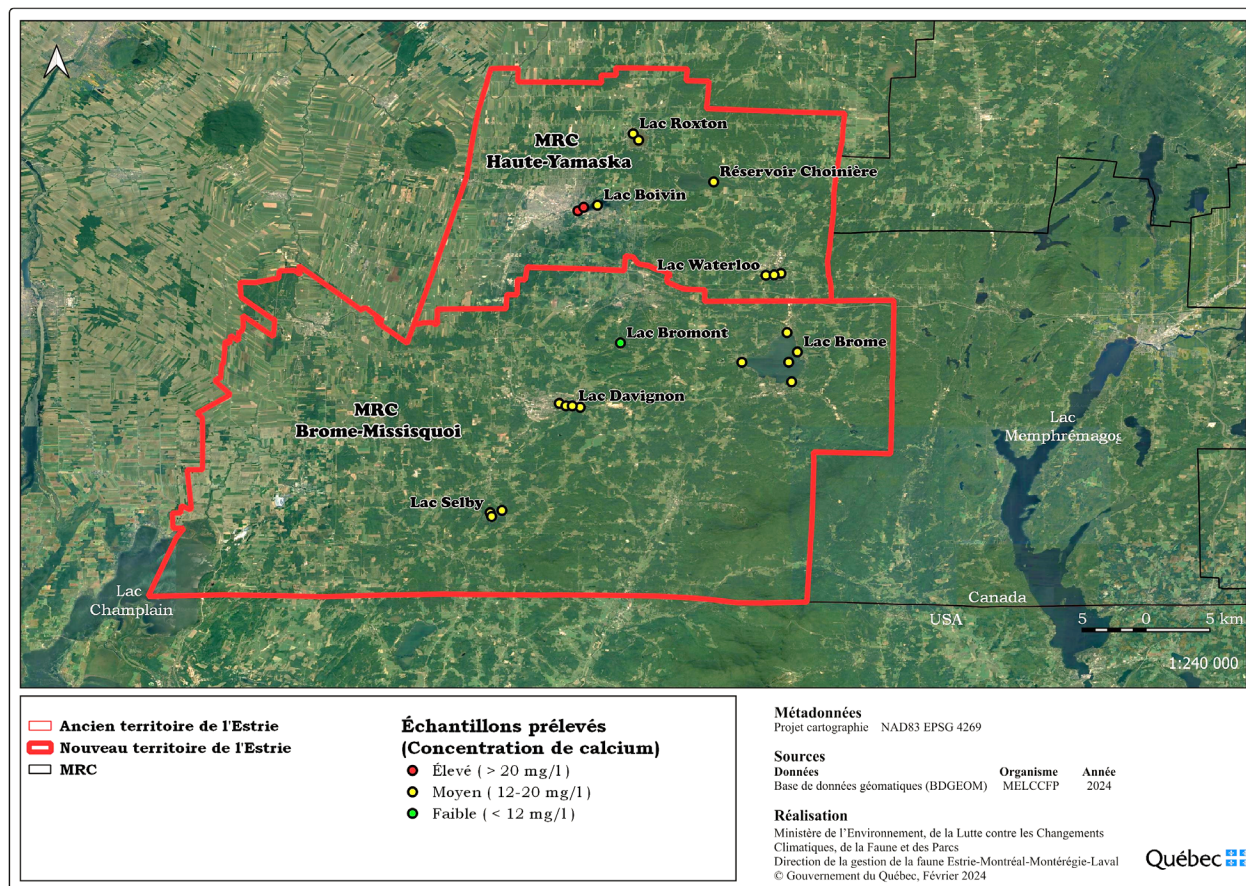 Lac Roxton
MRC
Haute-Yamaska
Réservoir Choinière
Lac Boivin
Lac Waterloo
Lac Bromont
Lac Brome
Lac Davignon
MRC
Brome-Missisquoi
Lac
Memphrémagog
Lac Selby
Lac
Champlain
Canada
USA
5 0 5 km
1:240 000
Ancien territoire de l'Estrie
Nouveau territoire de l'Estrie
MRC
Échantillons prélevés
(Concentration de calcium)
Élevé ( > 20 mg/l )
Moyen ( 12-20 mg/l )
Faible ( < 12 mg/l )
Métadonnées
Projet cartographie NAD83 EPSG 4269
Sources
Données Organisme Année
Base de données géomatiques (BDGEOM) MELCCFP 2024
Réalisation
Ministère de l'Environnement, de la Lutte contre les Changements
Climatiques, de la Faune et des Parcs
Direction de la gestion de la faune Estrie-Montréal-Montérégie-Laval
© Gouvernement du Québec, Février 2024
Québec